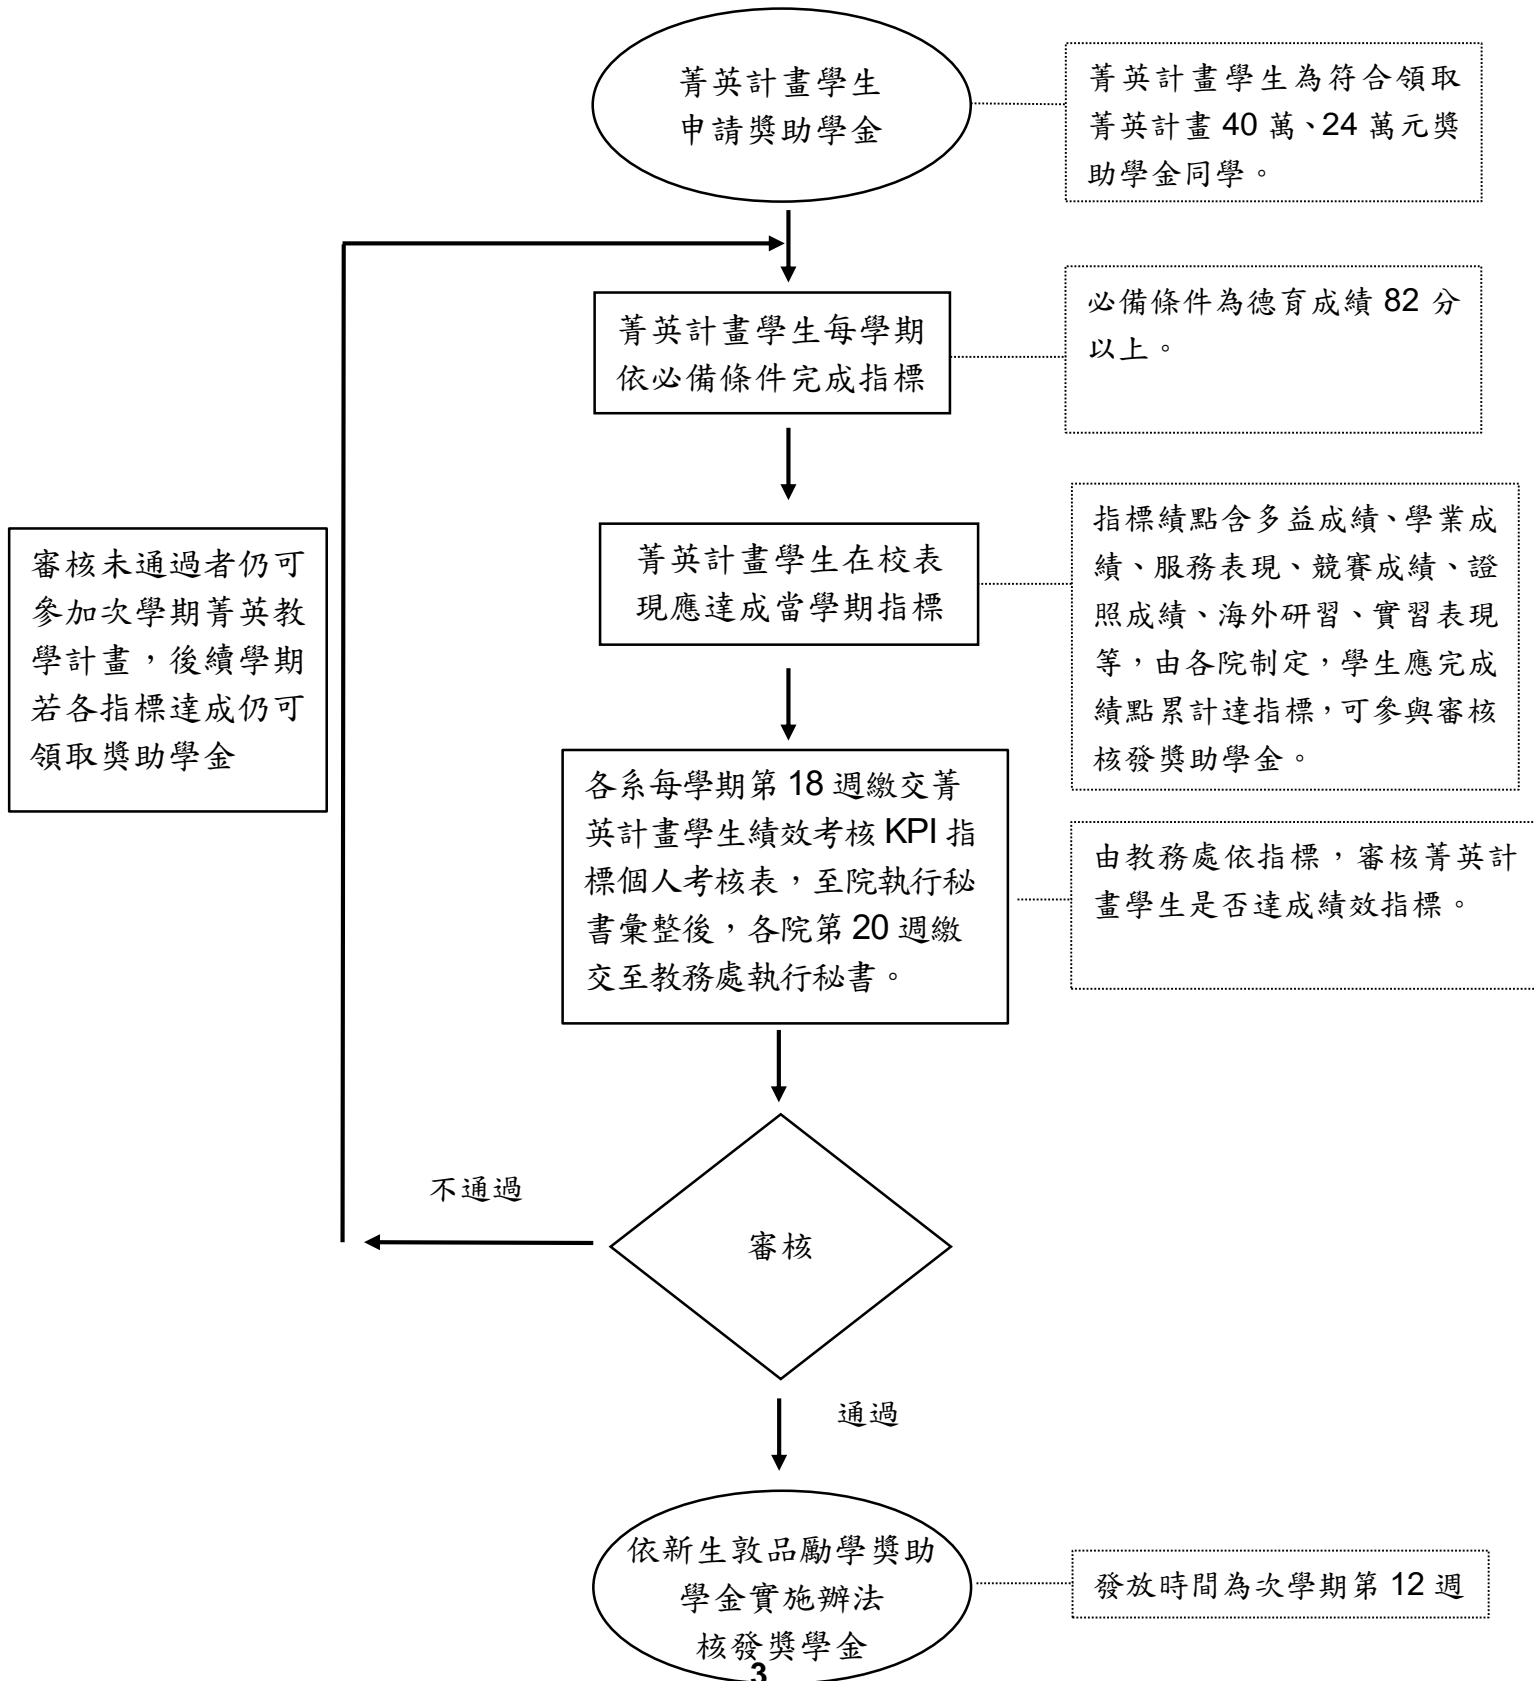 菁英計畫學生
申請獎助學金
菁英計畫學生為符合領取
菁英計畫 40 萬、24 萬元獎
助學金同學。
菁英計畫學生每學期
依必備條件完成指標
必備條件為德育成績 82 分
以上。
菁英計畫學生在校表
現應達成當學期指標
指標績點含多益成績、學業成
績、服務表現、競賽成績、證
照成績、海外研習、實習表現
等，由各院制定，學生應完成
績點累計達指標，可參與審核
核發獎助學金。
審核未通過者仍可
參加次學期菁英教
學計畫，後續學期
若各指標達成仍可
領取獎助學金
各系每學期第 18 週繳交菁
英計畫學生績效考核 KPI 指
標個人考核表，至院執行秘
書彙整後，各院第 20 週繳
交至教務處執行秘書。
由教務處依指標，審核菁英計
畫學生是否達成績效指標。
不通過
審核
通過
依新生敦品勵學獎助
學金實施辦法
核發獎學金
發放時間為次學期第 12 週
3